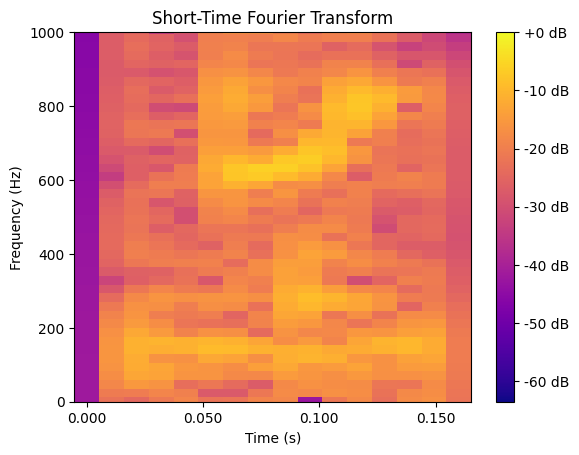 Short-Time Fourier Transform
1000
800
600
400
200
0
Frequency (Hz)
0.000
0.050
0.100
0.150
Time (s)
+0 dB
-10 dB
-20 dB
-30 dB
-40 dB
-50 dB
-60 dB